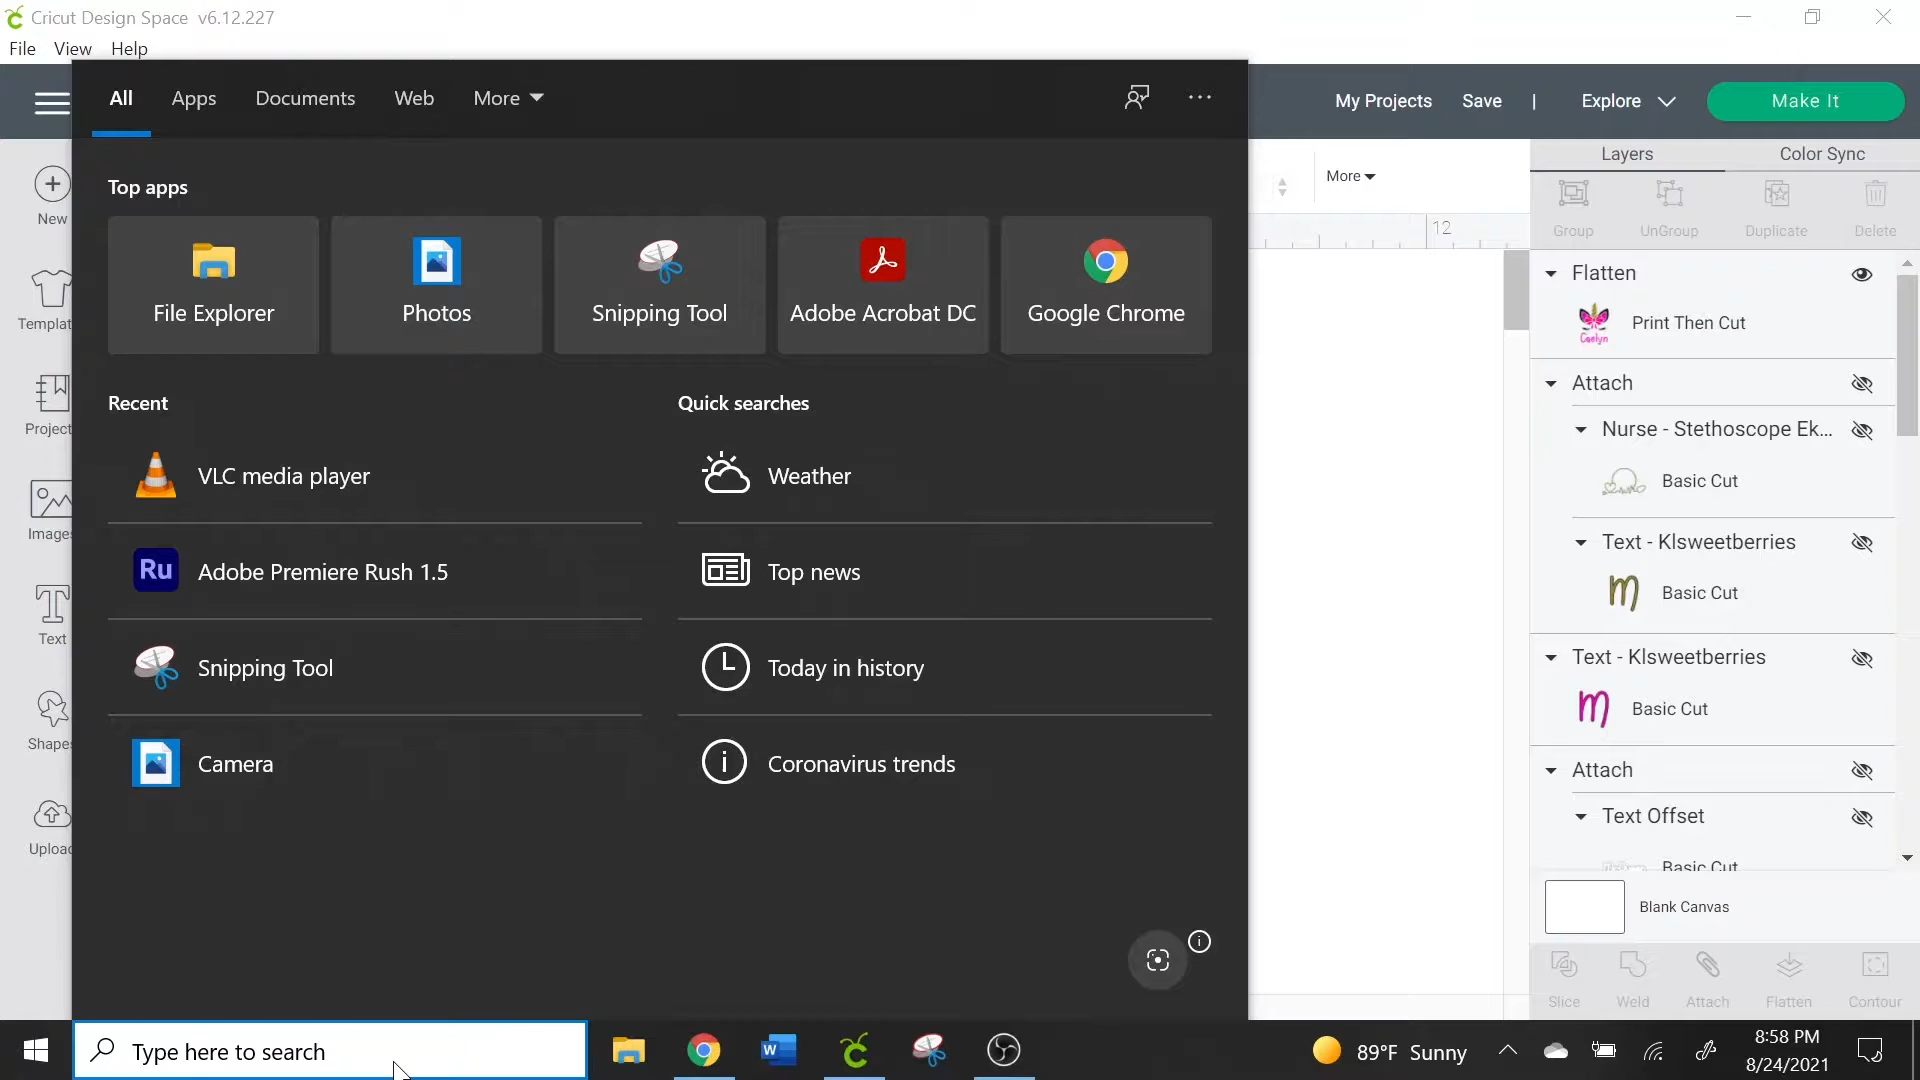 Cricut Design Space v6.12.227
File View Help
All Apps Documents Web More
My Projects Save | Explore Make It
Layers Color Sync
More
Top apps
New
12
Group UnGroup Duplicate Delete
Flatten
File Explorer Photos Snipping Tool Adobe Acrobat DC Google Chrome
Templat
Print Then Cut
Attach
Recent Quick searches
Project
Nurse - Stethoscope Ek...
VLC media player Weather
Basic Cut
Images
Text - Klsweetberries
Ru Adobe Premiere Rush 1.5 Top news
m Basic Cut
Text
Text - Klsweetberries
Snipping Tool Today in history
m Basic Cut
Shapes
Camera Coronavirus trends
Attach
Text Offset
Upload
Basic Cut
Blank Canvas
Slice Weld Attach Flatten Contour
Type here to search
W
89°F Sunny
8:58 PM
8/24/2021